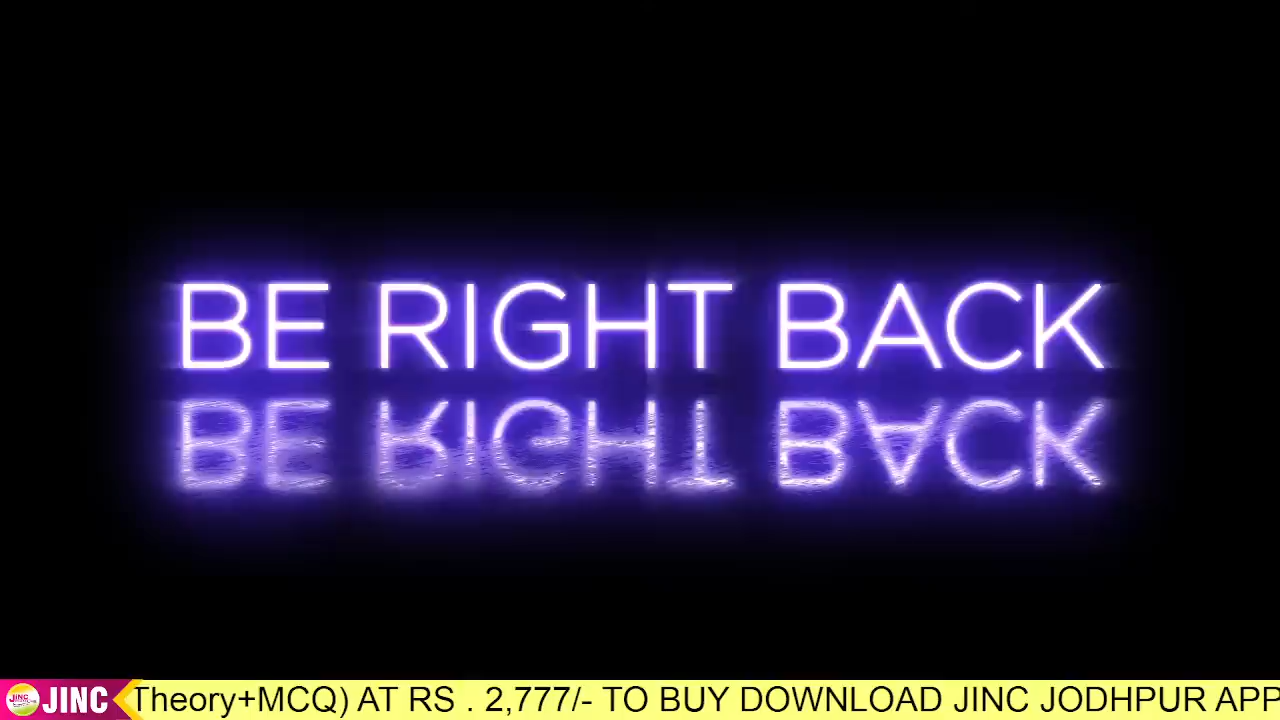 BE RIGHT BACK
JINC Theory+MCQ) AT RS . 2,777/- TO BUY DOWNLOAD JINC JODHPUR APP